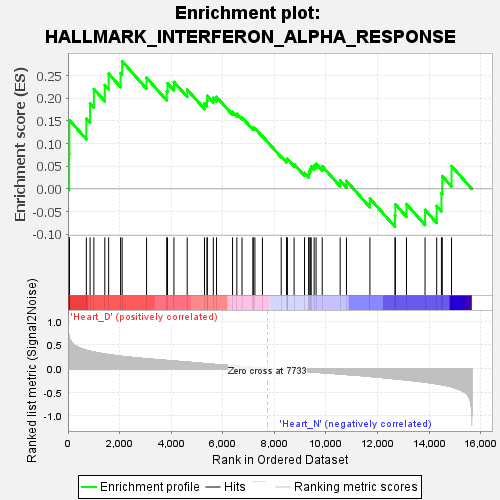 Enrichment plot:
HALLMARK_INTERFERON_ALPHA_RESPONSE
Enrichment score (ES)
0.25
0.20
0.15
0.10
0.05
0.00
-0.05
-0.10
'Heart_D' (positively correlated)
Ranked list metric (Signal2Noise)
1.0
0.5
0.0
-0.5
-1.0
Zero cross at 7733
'Heart_N' (negatively correlated)
0 2,000 4,000 6,000 8,000 10,000 12,000 14,000 16,000
Rank in Ordered Dataset
Enrichment profile Hits Ranking metric scores